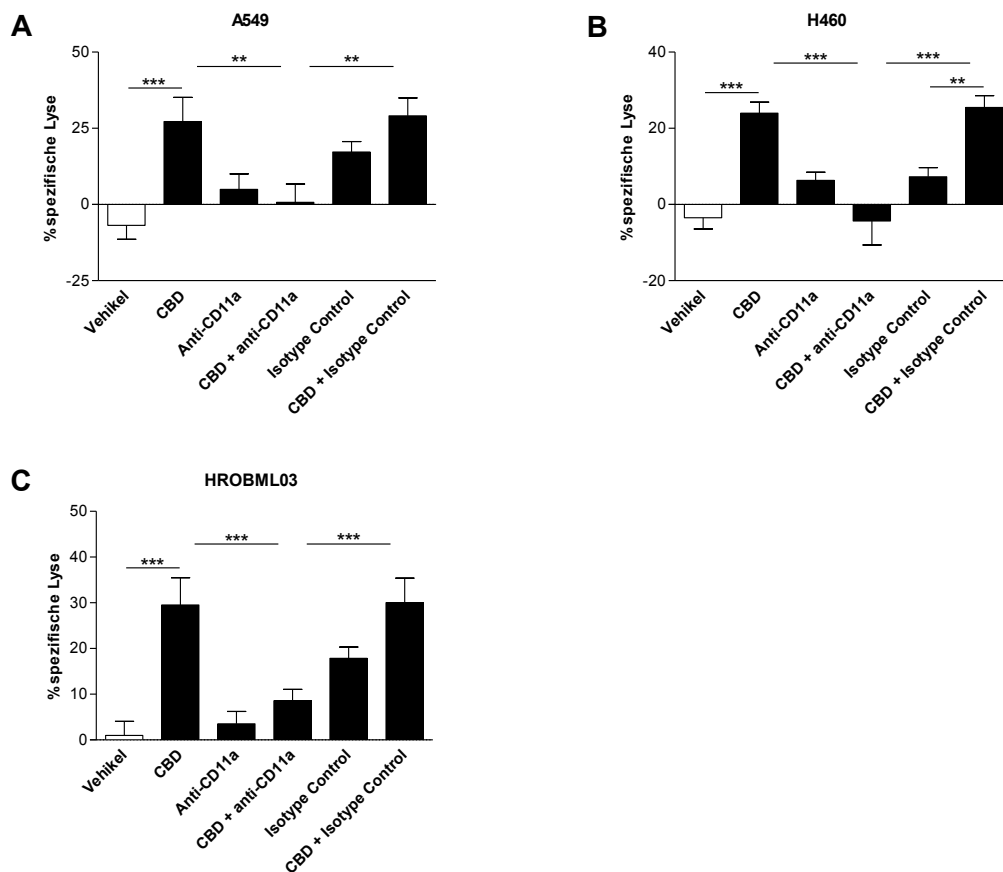 A
A549
50
25
0
-25
%spezifische Lyse
***
**
**
Vehikel
CBD
Anti-CD11a
CBD + anti-CD11a
Isotype Control
CBD + Isotype Control
B
H460
40
20
0
-20
%spezifische Lyse
***
***
***
**
Vehikel
CBD
Anti-CD11a
CBD + anti-CD11a
Isotype Control
CBD + Isotype Control
C
HROBML03
50
40
30
20
10
0
%spezifische Lyse
***
***
***
Vehikel
CBD
Anti-CD11a
CBD + anti-CD11a
Isotype Control
CBD + Isotype Control